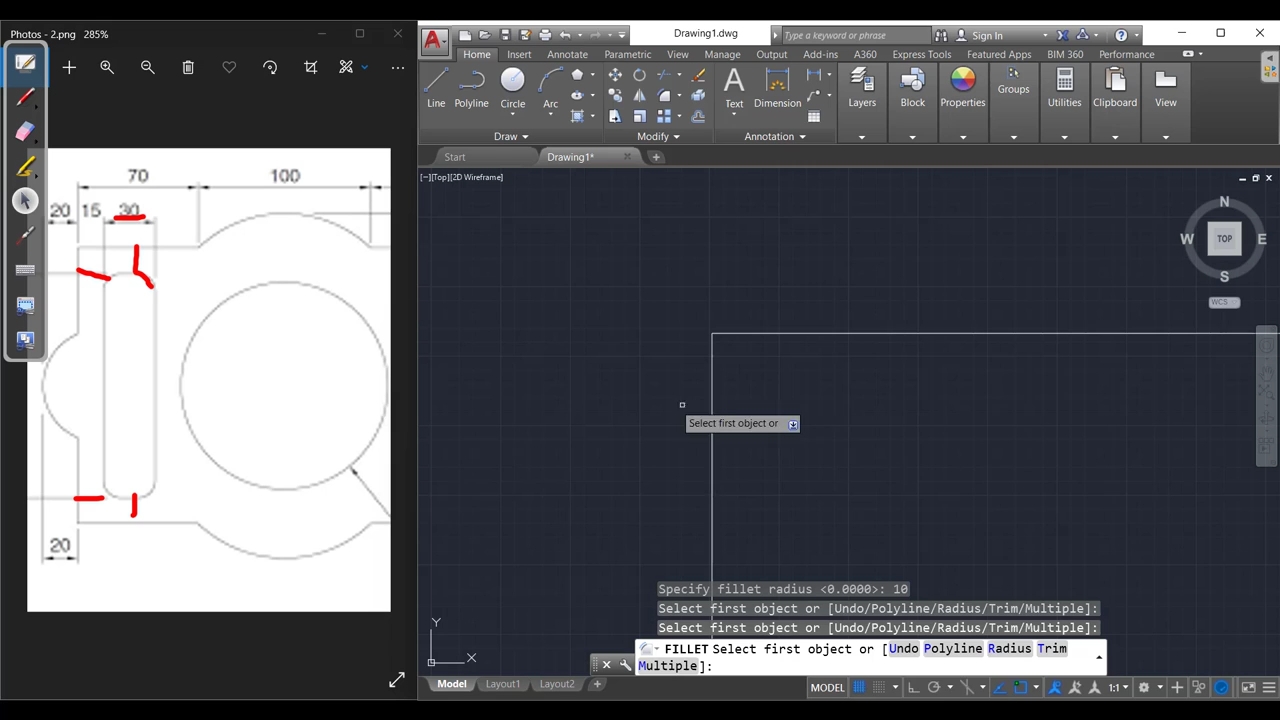 Photos - 2.png 285%
Drawing1.dwg
Type a keyword or phrase
Sign In
Home Insert Annotate Parametric View Manage Output Add-ins A360 Express Tools Featured Apps BIM 360 Performance
Line Polyline Circle Arc Text Dimension Layers Block Properties Groups Utilities Clipboard View
Draw Modify Annotation
Start Drawing1*
[−][Top][2D Wireframe]
N
W TOP E
S
WCS
70 100
20 15 30
20
Select first object or
Specify fillet radius <0.0000>: 10
Select first object or [Undo/Polyline/Radius/Trim/Multiple]:
Select first object or [Undo/Polyline/Radius/Trim/Multiple]:
FILLET Select first object or [Undo Polyline Radius Trim
Multiple]:
Y
X
Model Layout1 Layout2
MODEL 1:1